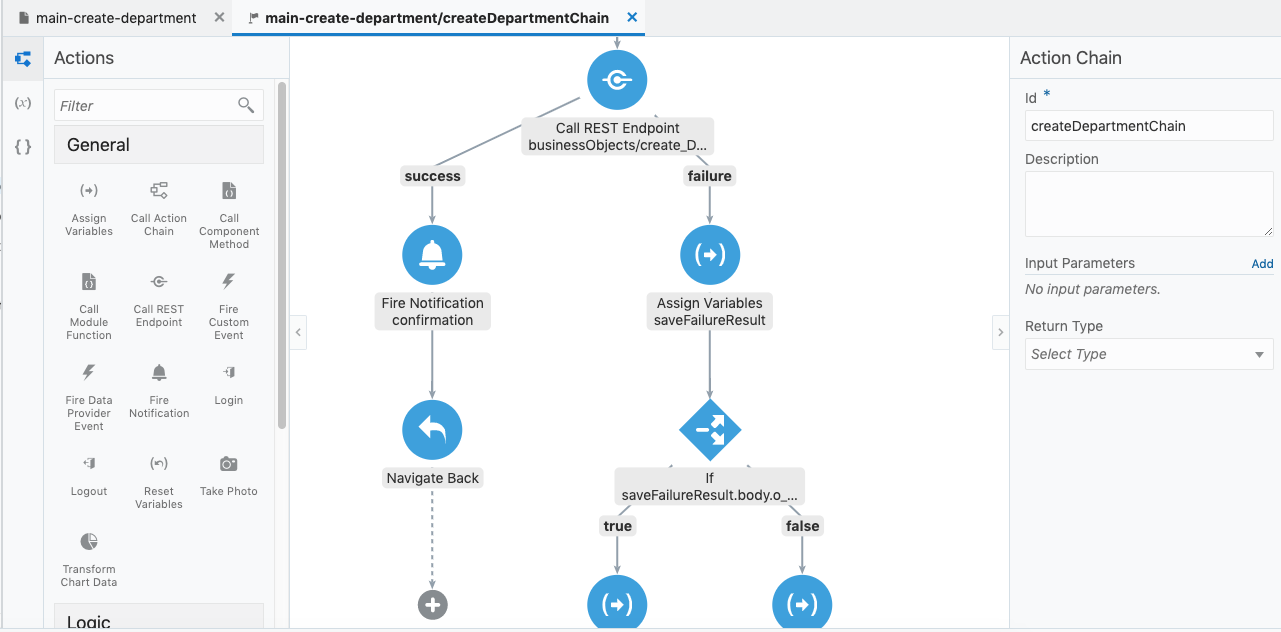 main-create-department
main-create-department/createDepartmentChain
Actions
(x)
{ }
Filter
General
Assign
Variables
Call Action
Chain
Call
Component
Method
Call
Module
Function
Call REST
Endpoint
Fire
Custom
Event
Fire Data
Provider
Event
Fire
Notification
Login
Logout
Reset
Variables
Take Photo
Transform
Chart Data
Logic
Call REST Endpoint
businessObjects/create_D...
success
failure
Fire Notification
confirmation
Assign Variables
saveFailureResult
Navigate Back
If
saveFailureResult.body.o_...
true
false
Action Chain
Id *
createDepartmentChain
Description
Input Parameters
Add
No input parameters.
Return Type
Select Type